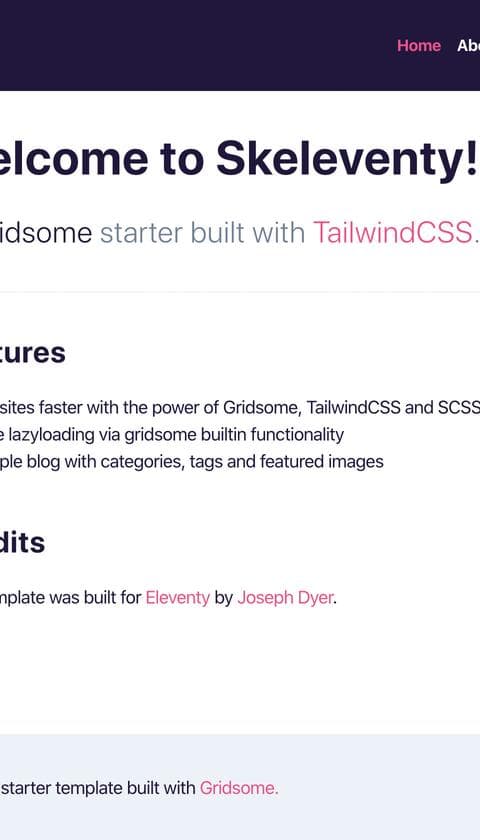 Home Abo
elcome to Skeleventy!
idsome starter built with TailwindCSS.
tures
sites faster with the power of Gridsome, TailwindCSS and SCSS
e lazyloading via gridsome builtin functionality
ple blog with categories, tags and featured images
dits
mplate was built for Eleventy by Joseph Dyer.
starter template built with Gridsome.